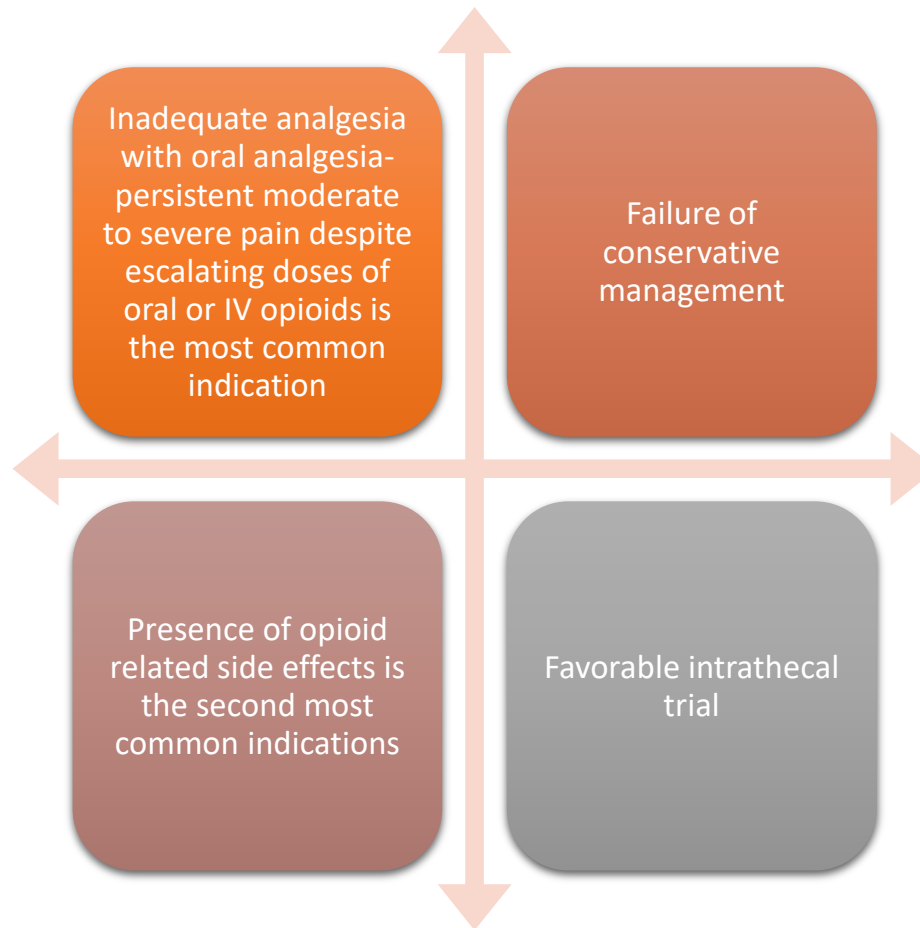 Inadequate analgesia
with oral analgesia-
persistent moderate
to severe pain despite
escalating doses of
oral or IV opioids is
the most common
indication
Failure of
conservative
management
Presence of opioid
related side effects is
the second most
common indications
Favorable intrathecal
trial